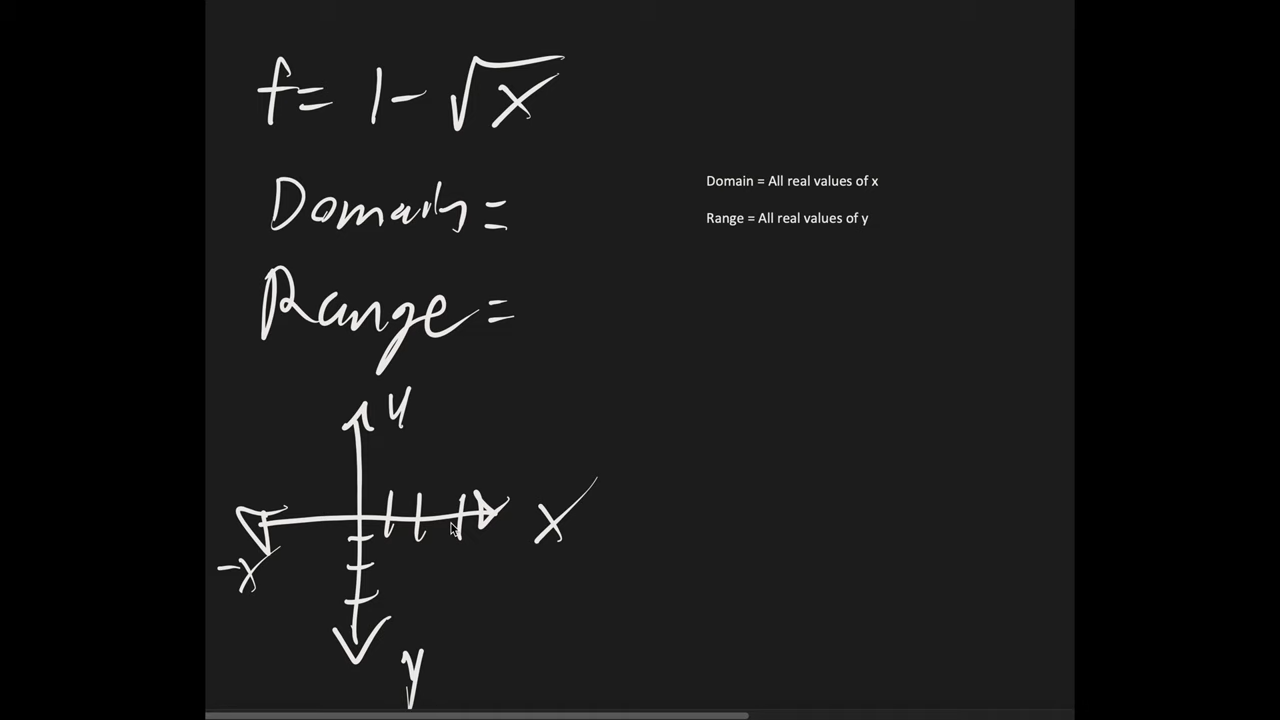 f= 1-√x
Domain=
Range=
Domain = All real values of x
Range = All real values of y
y
x
-x
y